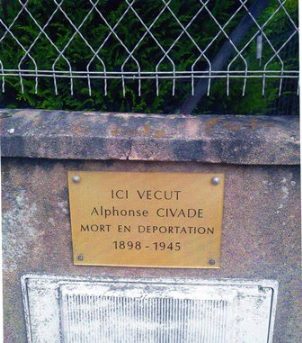 ICI VECUT
Alphonse CIVADE
MORT EN DEPORTATION
1898 - 1945